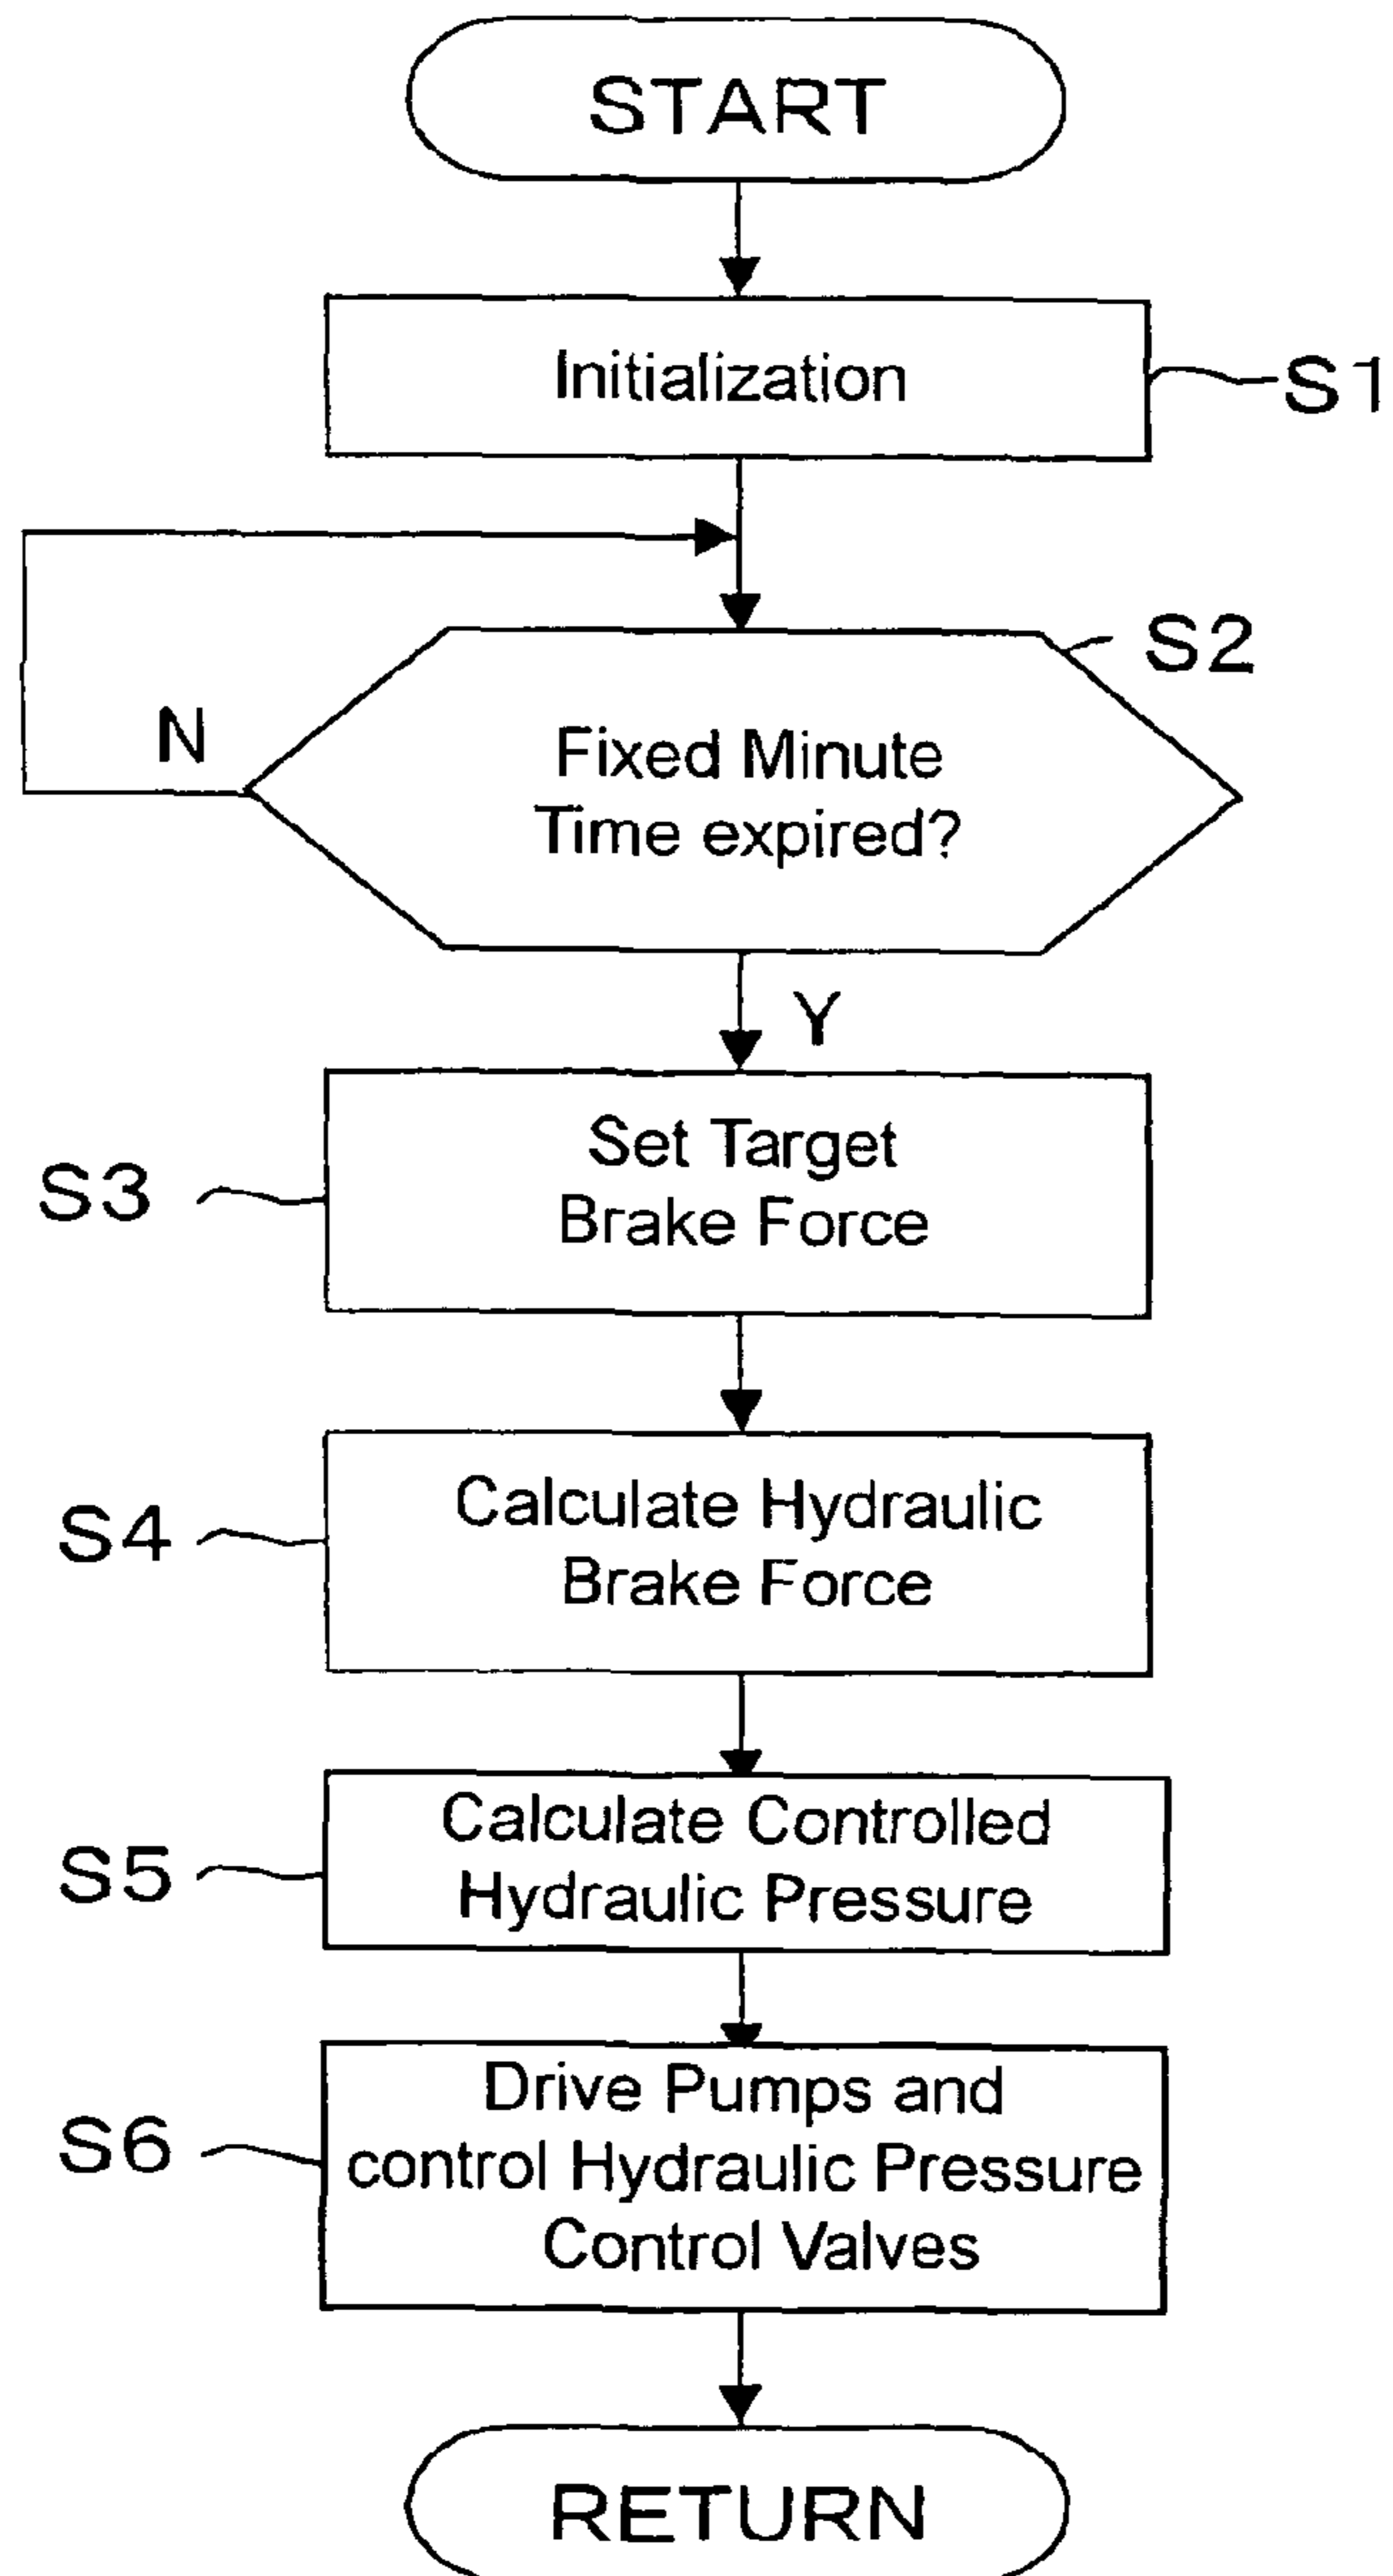 START
Initialization
S1
S2
N
Fixed Minute
Time expired?
Y
S3
Set Target
Brake Force
S4
Calculate Hydraulic
Brake Force
S5
Calculate Controlled
Hydraulic Pressure
S6
Drive Pumps and
control Hydraulic Pressure
Control Valves
RETURN